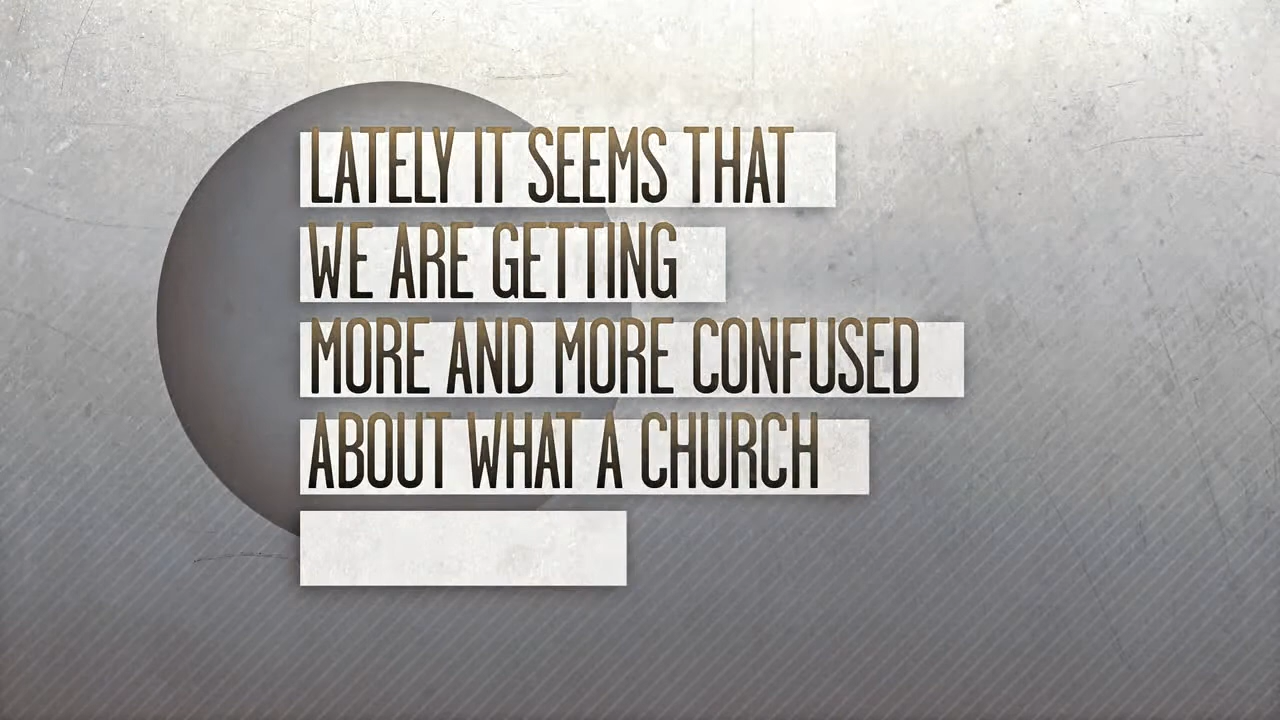 LATELY IT SEEMS THAT
WE ARE GETTING
MORE AND MORE CONFUSED
ABOUT WHAT A CHURCH